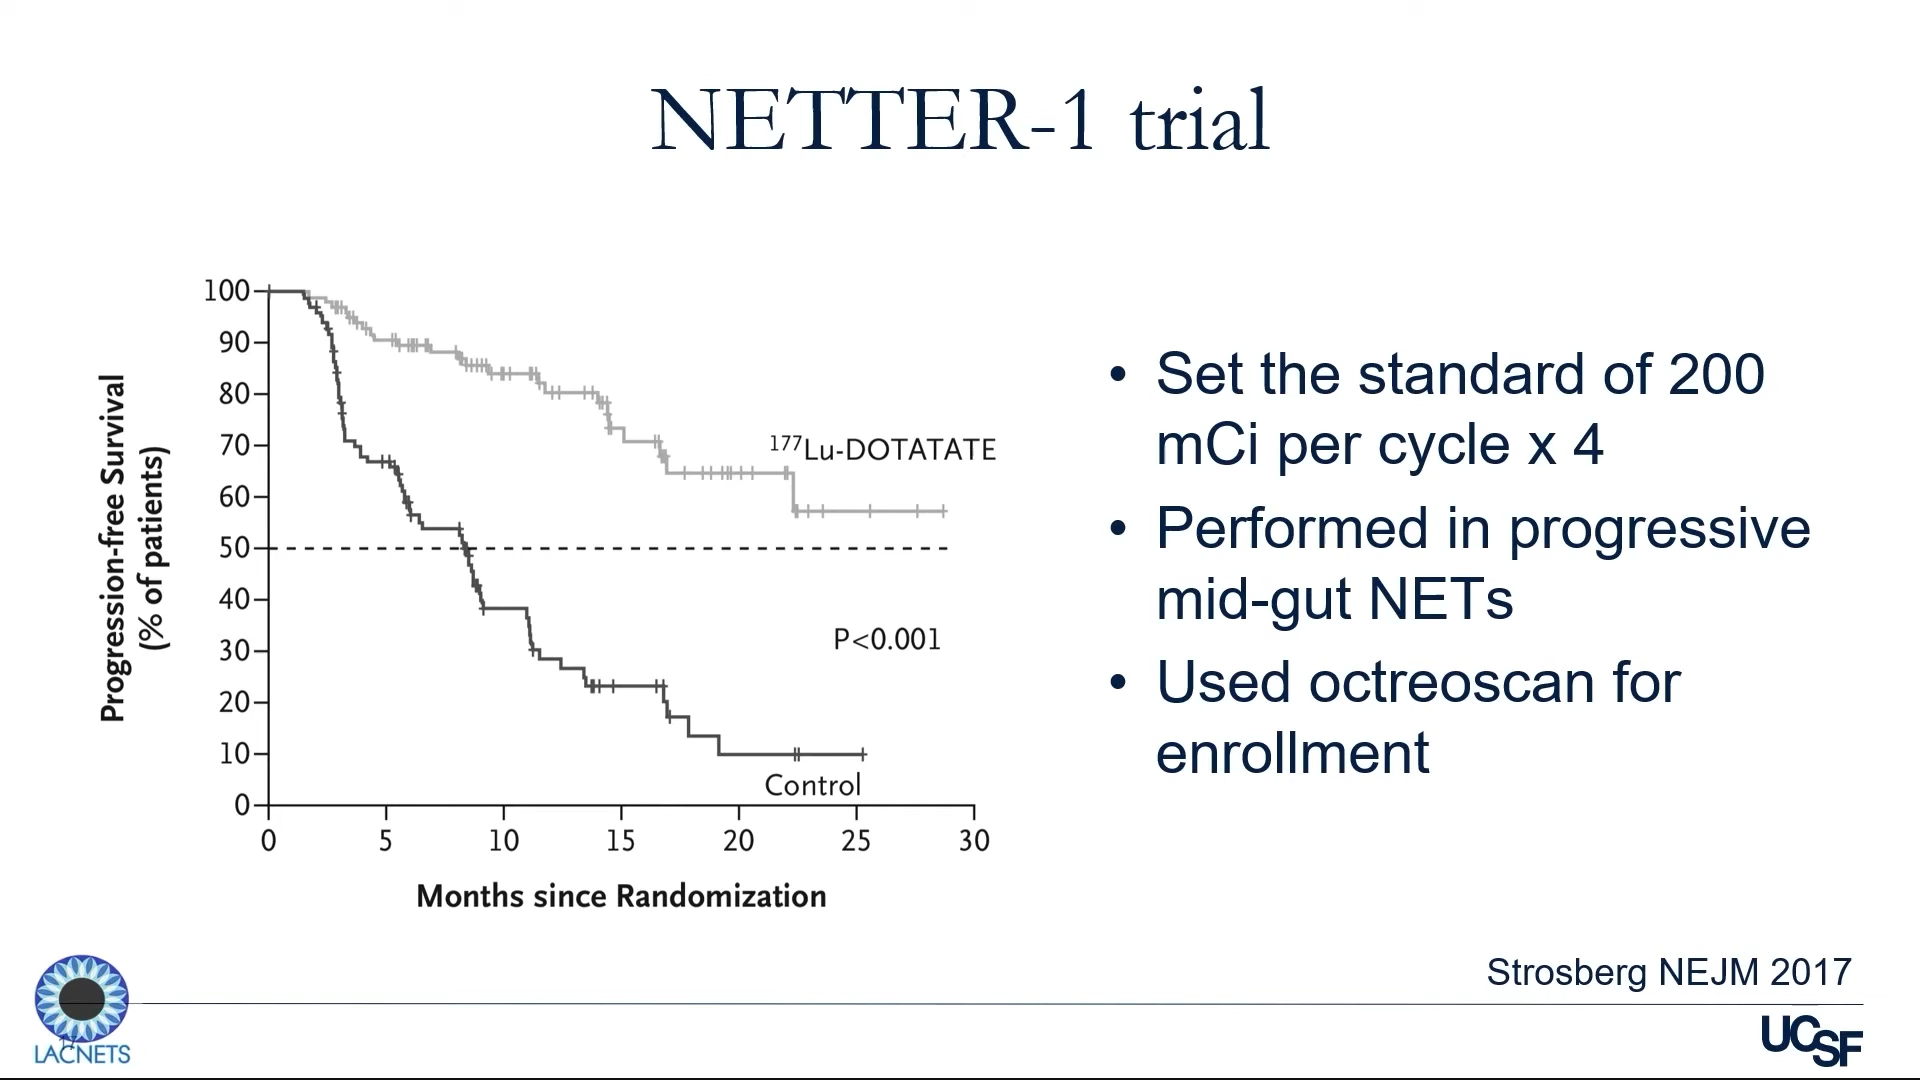 NETTER-1 trial
Progression-free Survival
(% of patients)
100
90
80
70
60
50
40
30
20
10
0
0 5 10 15 20 25 30
Months since Randomization
¹⁷⁷Lu-DOTATATE
P<0.001
Control
• Set the standard of 200
mCi per cycle x 4
• Performed in progressive
mid-gut NETs
• Used octreoscan for
enrollment
Strosberg NEJM 2017
LACNETS
UCSF